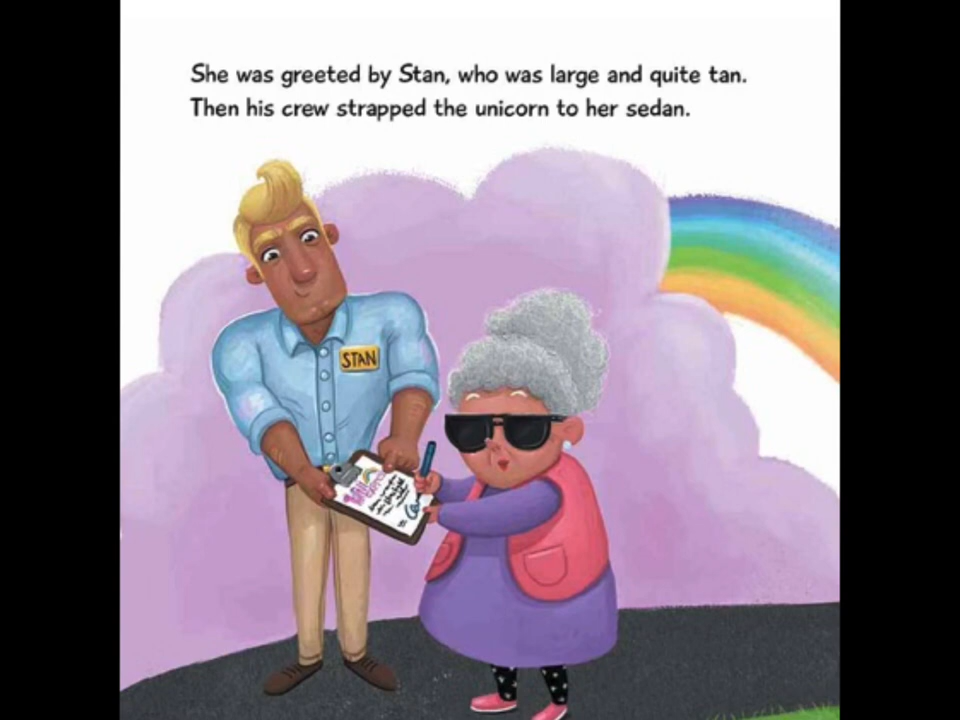 She was greeted by Stan, who was large and quite tan.
Then his crew strapped the unicorn to her sedan.
STAN